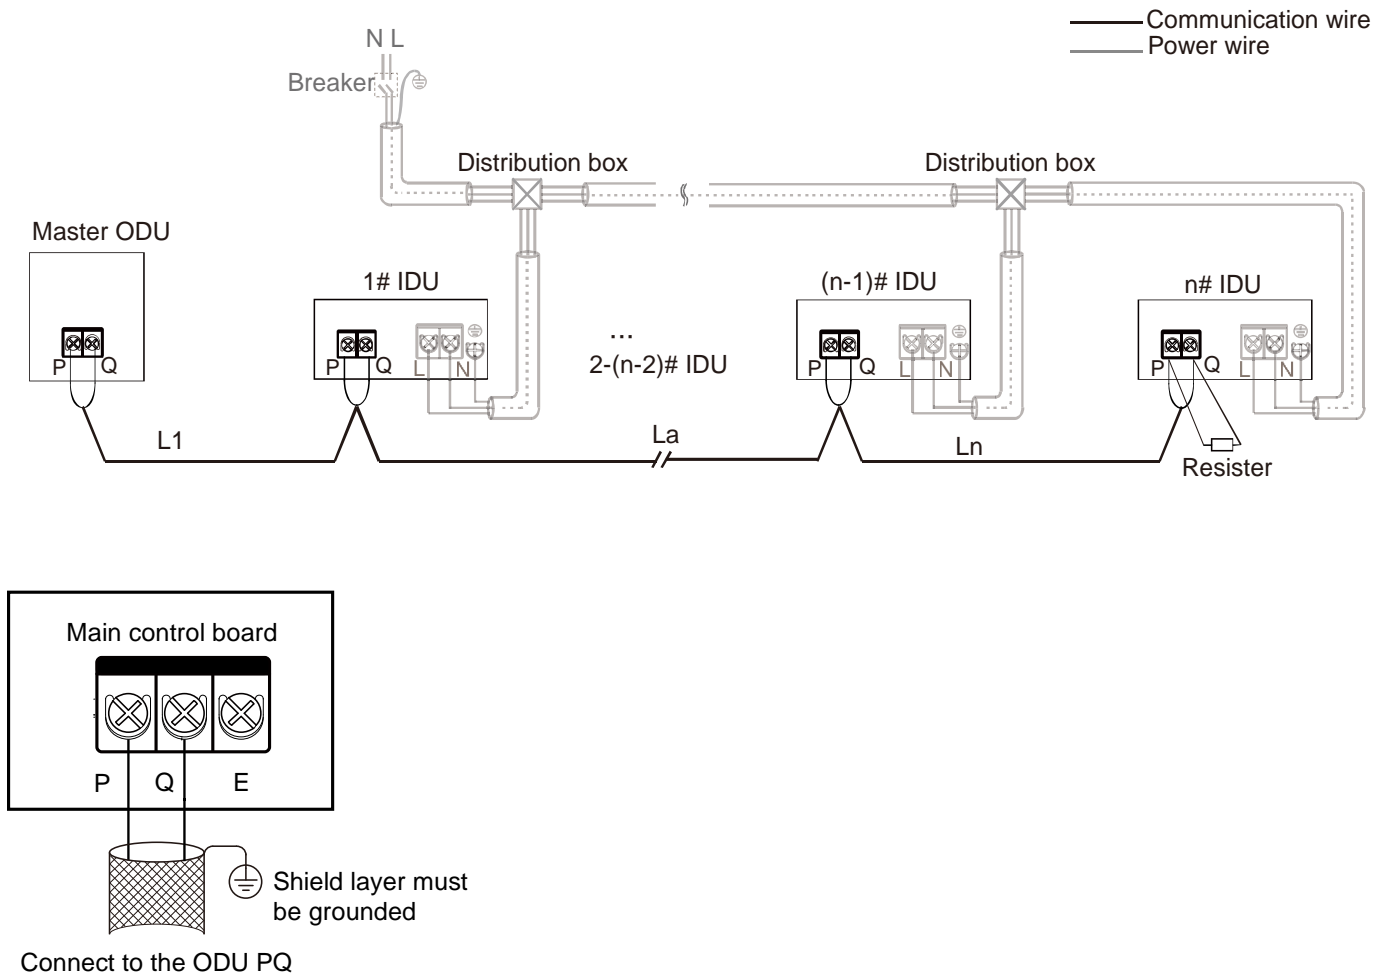 Communication wire
Power wire
N L
Breaker
Distribution box
Distribution box
Master ODU
P Q
1# IDU
P Q L N
...
2-(n-2)# IDU
(n-1)# IDU
P Q L N
n# IDU
P Q L N
L1
La
Ln
Resister
Main control board
P Q E
Shield layer must
be grounded
Connect to the ODU PQ